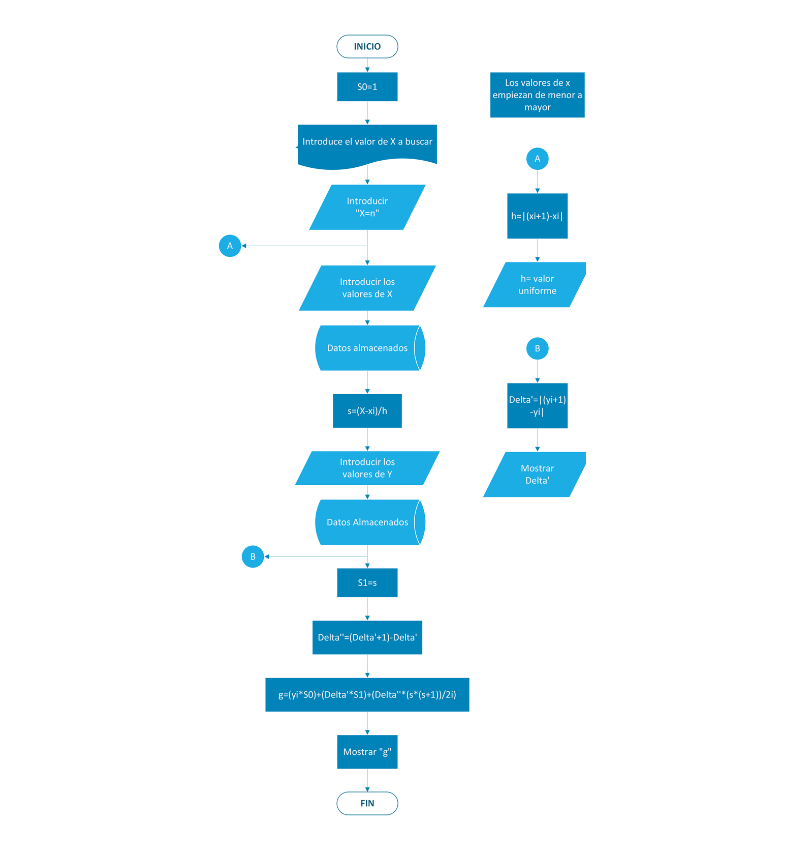 INICIO
S0=1
Introduce el valor de X a buscar
Introducir
"X=n"
A
Introducir los
valores de X
Datos almacenados
s=(X-xi)/h
Introducir los
valores de Y
Datos Almacenados
B
S1=s
Delta''=(Delta'+1)-Delta'
g=(yi*S0)+(Delta'*S1)+(Delta''*(s*(s+1))/2i)
Mostrar "g"
FIN
Los valores de x
empiezan de menor a
mayor
A
h=|(xi+1)-xi|
h= valor
uniforme
B
Delta'=|(yi+1)
-yi|
Mostrar
Delta'